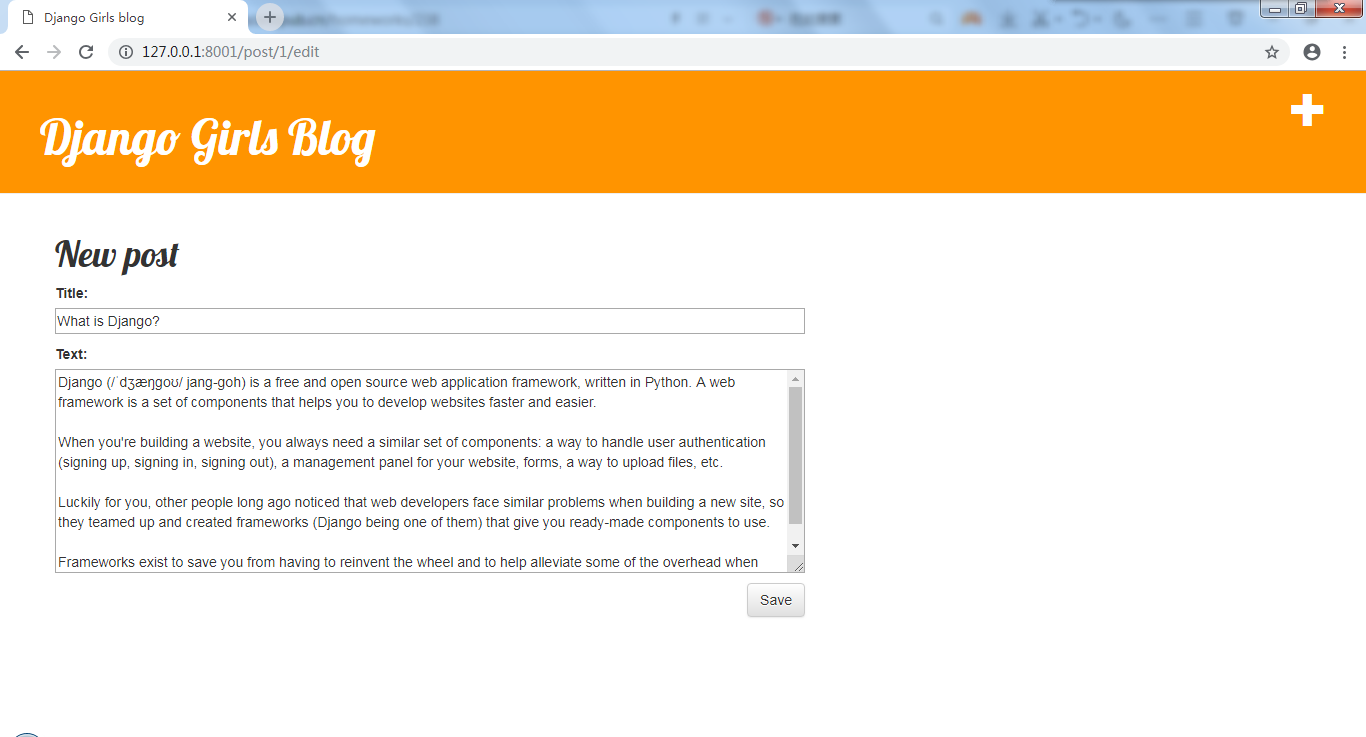 Django Girls blog
127.0.0.1:8001/post/1/edit
Django Girls Blog
New post
Title:
What is Django?
Text:
Django (/ˈdʒæŋɡoʊ/ jang-goh) is a free and open source web application framework, written in Python. A web
framework is a set of components that helps you to develop websites faster and easier.
When you're building a website, you always need a similar set of components: a way to handle user authentication
(signing up, signing in, signing out), a management panel for your website, forms, a way to upload files, etc.
Luckily for you, other people long ago noticed that web developers face similar problems when building a new site, so
they teamed up and created frameworks (Django being one of them) that give you ready-made components to use.
Frameworks exist to save you from having to reinvent the wheel and to help alleviate some of the overhead when
Save